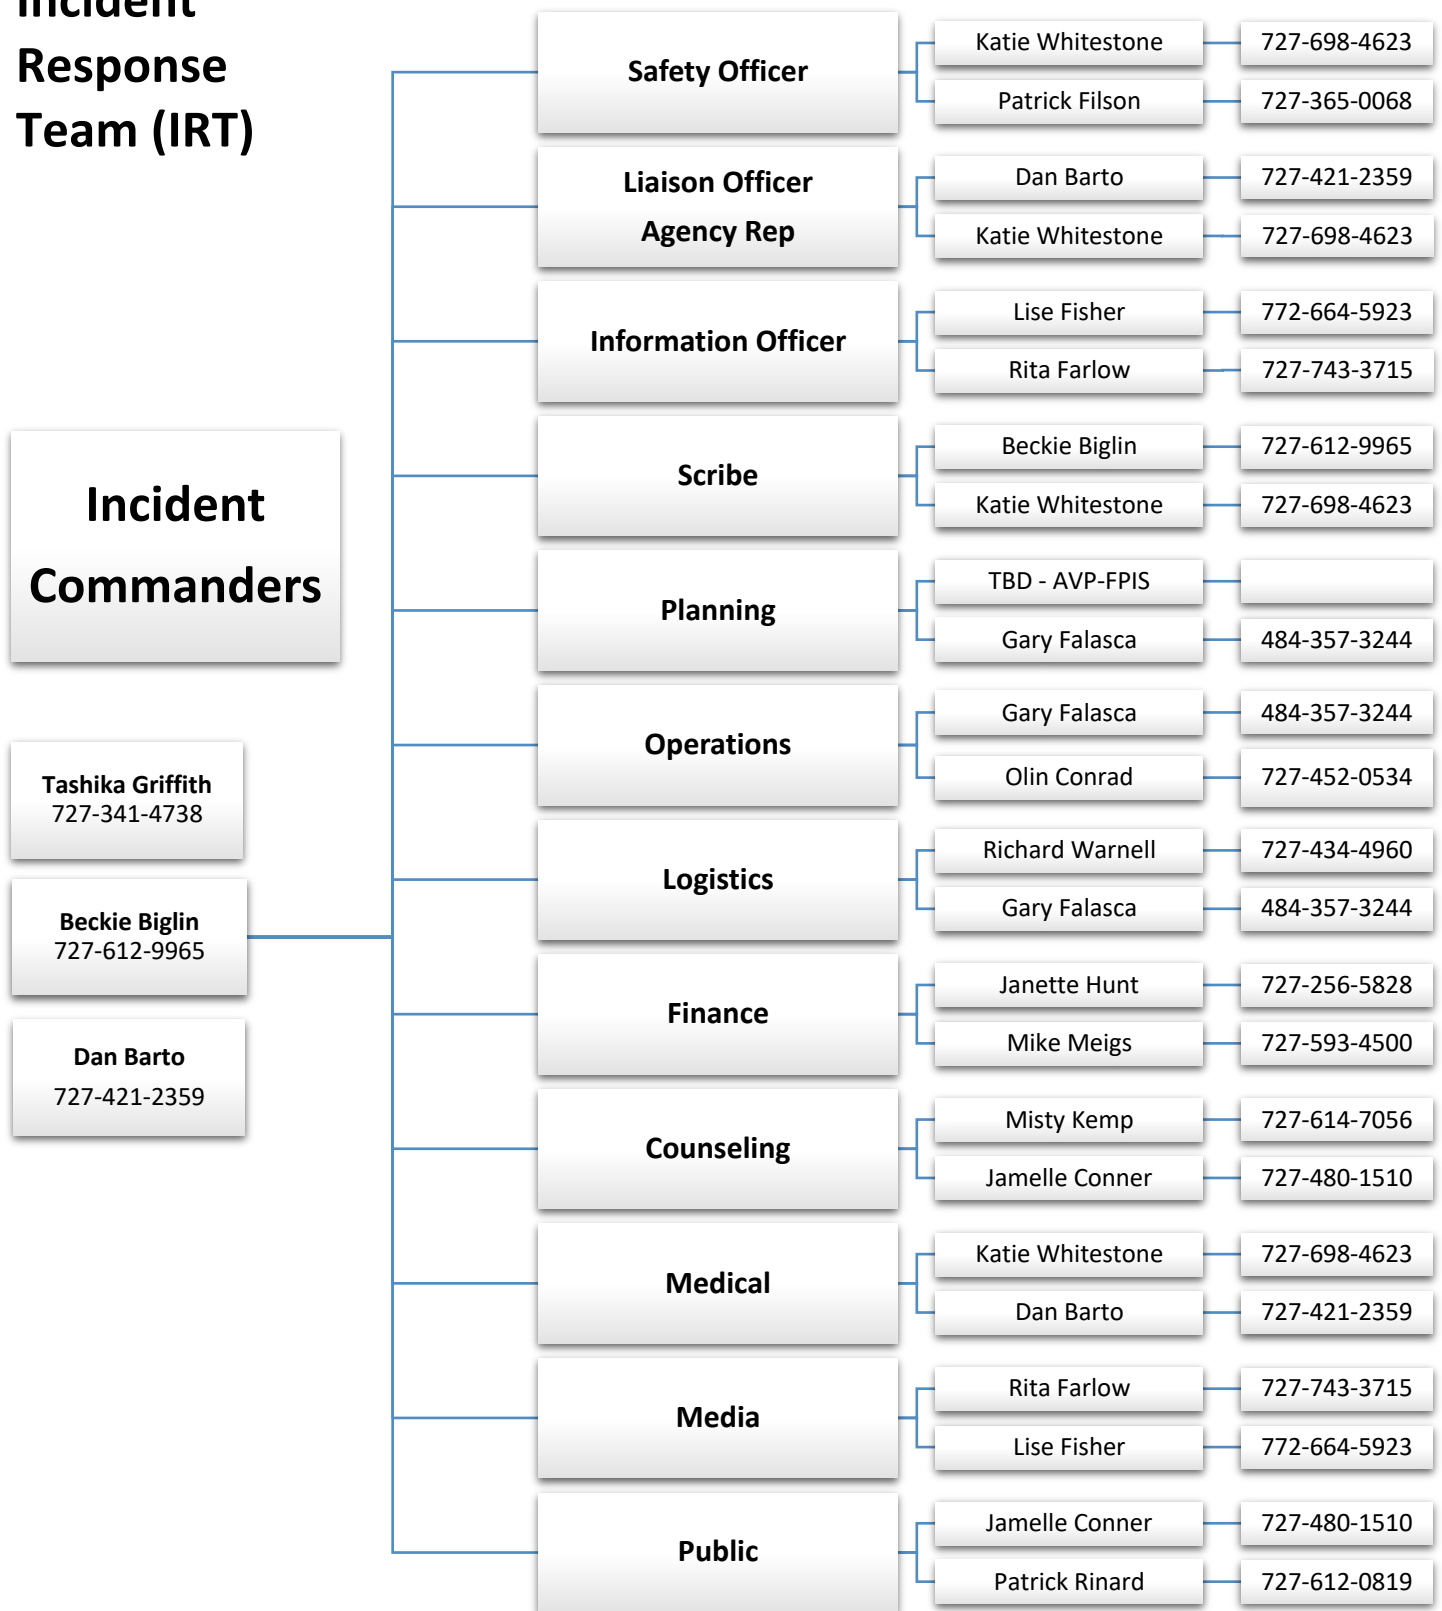 Incident
Response
Team (IRT)
Incident
Commanders
Tashika Griffith
727-341-4738
Beckie Biglin
727-612-9965
Dan Barto
727-421-2359
Safety Officer
Katie Whitestone
727-698-4623
Patrick Filson
727-365-0068
Liaison Officer
Agency Rep
Dan Barto
727-421-2359
Katie Whitestone
727-698-4623
Information Officer
Lise Fisher
772-664-5923
Rita Farlow
727-743-3715
Scribe
Beckie Biglin
727-612-9965
Katie Whitestone
727-698-4623
Planning
TBD - AVP-FPIS
Gary Falasca
484-357-3244
Operations
Gary Falasca
484-357-3244
Olin Conrad
727-452-0534
Logistics
Richard Warnell
727-434-4960
Gary Falasca
484-357-3244
Finance
Janette Hunt
727-256-5828
Mike Meigs
727-593-4500
Counseling
Misty Kemp
727-614-7056
Jamelle Conner
727-480-1510
Medical
Katie Whitestone
727-698-4623
Dan Barto
727-421-2359
Media
Rita Farlow
727-743-3715
Lise Fisher
772-664-5923
Public
Jamelle Conner
727-480-1510
Patrick Rinard
727-612-0819